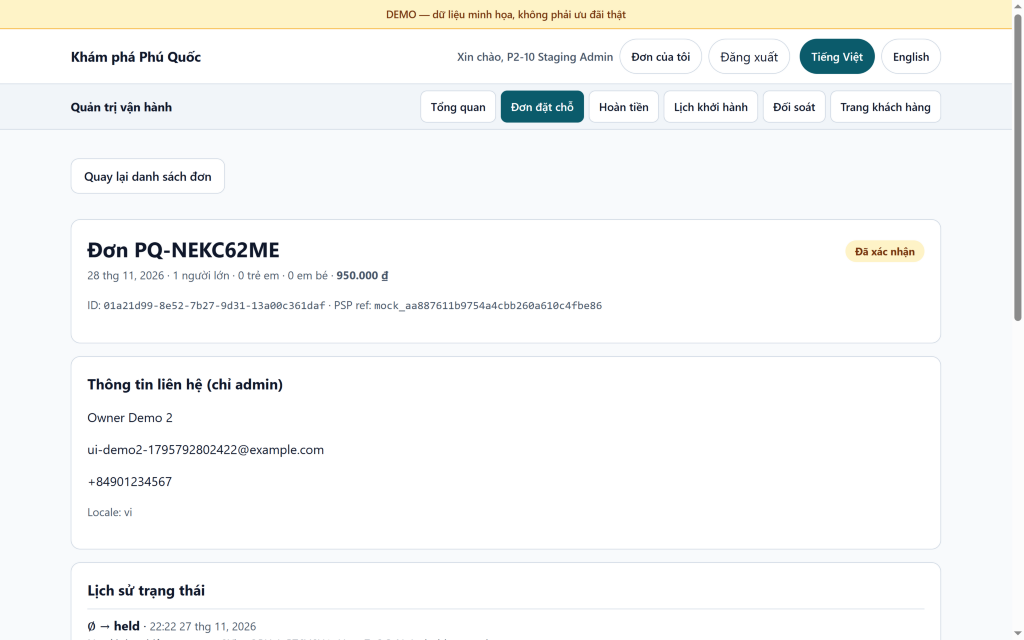 DEMO — dữ liệu minh họa, không phải ưu đãi thật
Khám phá Phú Quốc
Xin chào, P2-10 Staging Admin
Đơn của tôi
Đăng xuất
Tiếng Việt
English
Quản trị vận hành
Tổng quan
Đơn đặt chỗ
Hoàn tiền
Lịch khởi hành
Đối soát
Trang khách hàng
Quay lại danh sách đơn
Đơn PQ-NEKC62ME
Đã xác nhận
28 thg 11, 2026 · 1 người lớn · 0 trẻ em · 0 em bé · 950.000 ₫
ID: 01a21d99-8e52-7b27-9d31-13a00c361daf · PSP ref: mock_aa887611b9754a4cbb260a610c4fbe86
Thông tin liên hệ (chỉ admin)
Owner Demo 2
ui-demo2-1795792802422@example.com
+84901234567
Locale: vi
Lịch sử trạng thái
∅ → held · 22:22 27 thg 11, 2026